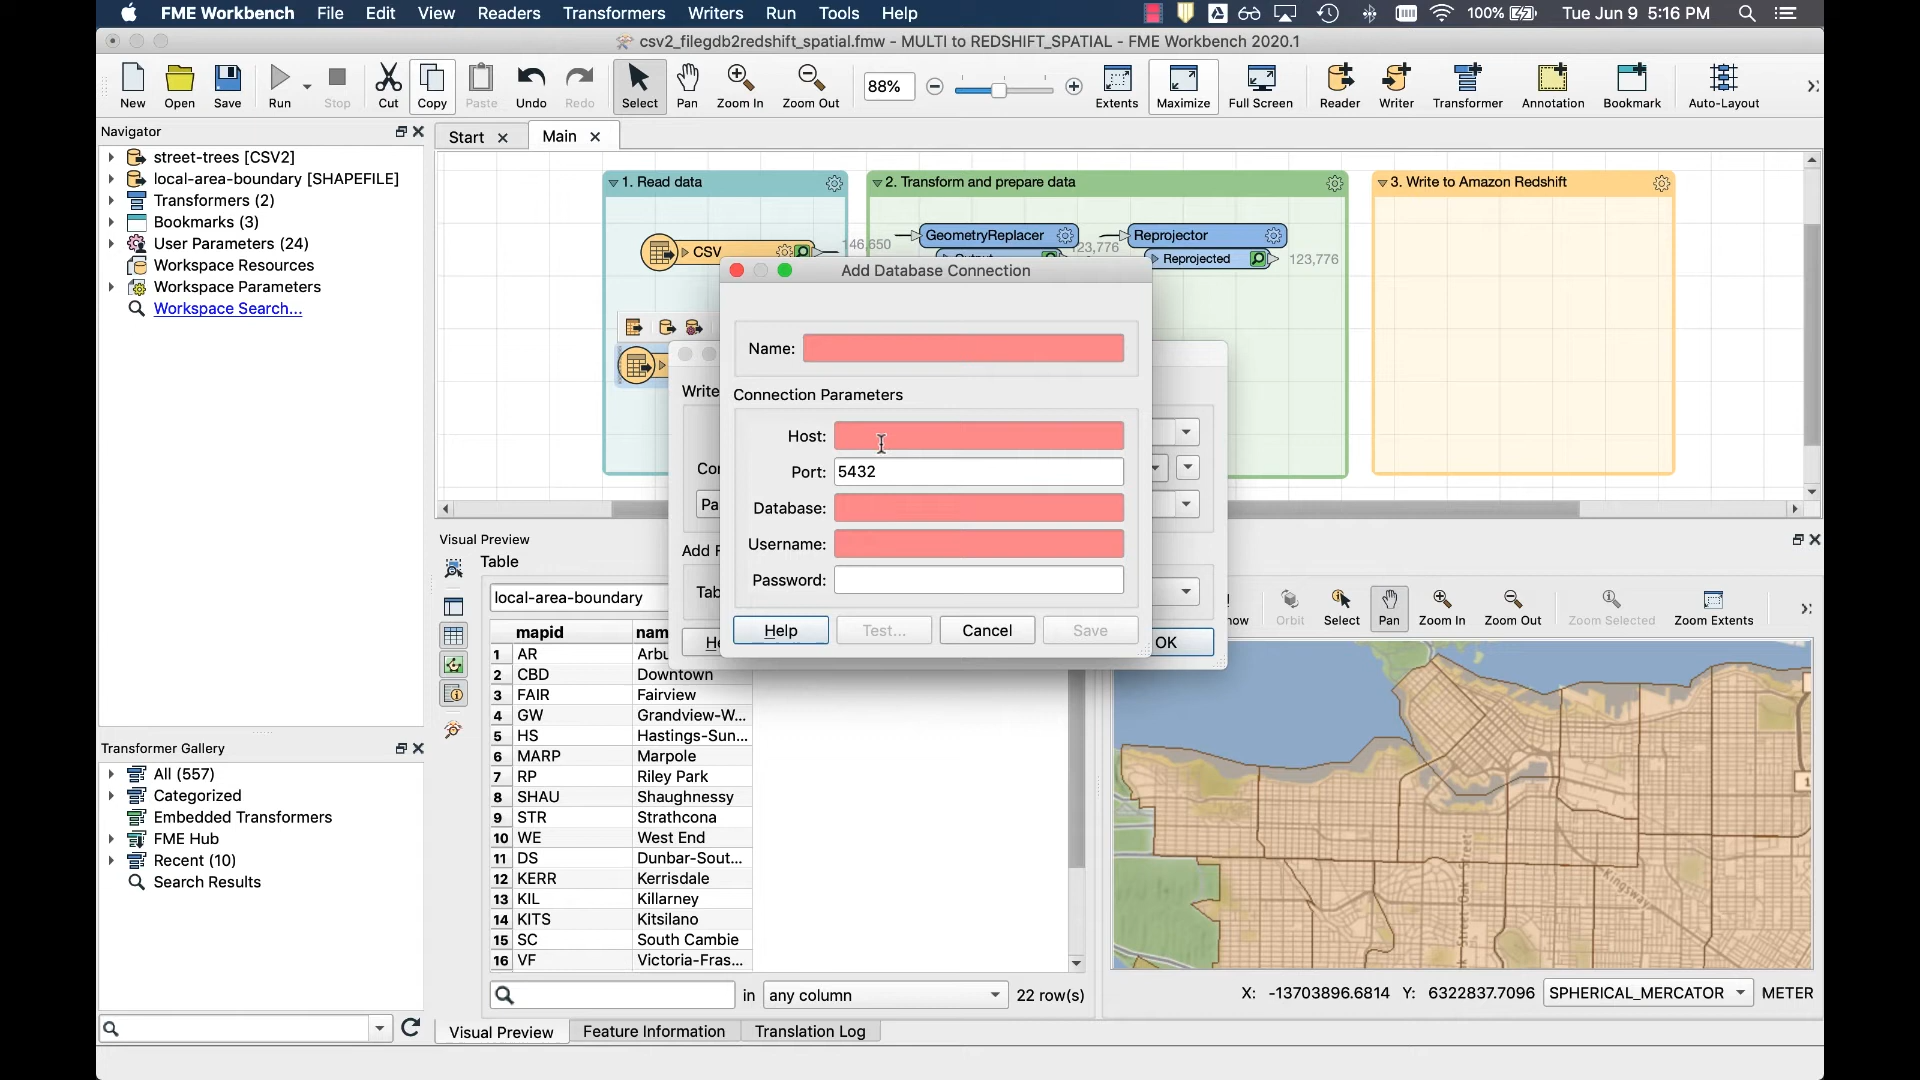 FME Workbench File Edit View Readers Transformers Writers Run Tools Help 100% Tue Jun 9 5:16 PM
csv2_filegdb2redshift_spatial.fmw - MULTI to REDSHIFT_SPATIAL - FME Workbench 2020.1
New Open Save Run Stop Cut Copy Paste Undo Redo Select Pan Zoom In Zoom Out 88% Extents Maximize Full Screen Reader Writer Transformer Annotation Bookmark Auto-Layout
Navigator
Start Main
street-trees [CSV2]
local-area-boundary [SHAPEFILE]
Transformers (2)
Bookmarks (3)
User Parameters (24)
Workspace Resources
Workspace Parameters
Workspace Search...
1. Read data
2. Transform and prepare data
3. Write to Amazon Redshift
CSV
146,650
GeometryReplacer
23,776
Reprojector
Reprojected
123,776
Add Database Connection
Name:
Connection Parameters
Host:
Port: 5432
Database:
Username:
Password:
Help Test... Cancel Save
Write
Con
Pa
Add F
Tab
He
OK
Visual Preview
Table
local-area-boundary
mapid nam
1 AR Arbu
2 CBD Downtown
3 FAIR Fairview
4 GW Grandview-W...
5 HS Hastings-Sun...
6 MARP Marpole
7 RP Riley Park
8 SHAU Shaughnessy
9 STR Strathcona
10 WE West End
11 DS Dunbar-Sout...
12 KERR Kerrisdale
13 KIL Killarney
14 KITS Kitsilano
15 SC South Cambie
16 VF Victoria-Fras...
in any column 22 row(s)
ow Orbit Select Pan Zoom In Zoom Out Zoom Selected Zoom Extents
Oak Street
Kingsway
1
X: -13703896.6814 Y: 6322837.7096 SPHERICAL_MERCATOR METER
Transformer Gallery
All (557)
Categorized
Embedded Transformers
FME Hub
Recent (10)
Search Results
Visual Preview Feature Information Translation Log